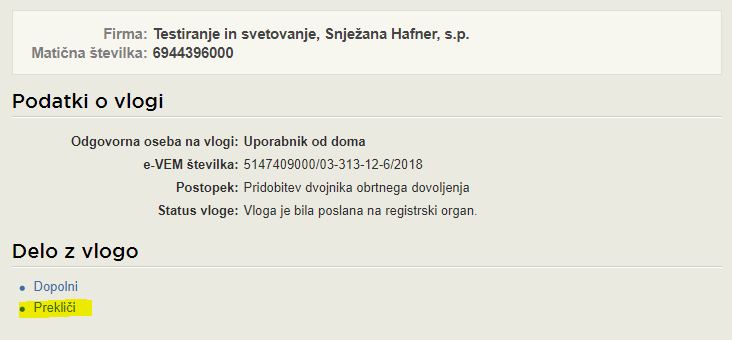 Firma: Testiranje in svetovanje, Snježana Hafner, s.p.
Matična številka: 6944396000
Podatki o vlogi
Odgovorna oseba na vlogi: Uporabnik od doma
e-VEM številka: 5147409000/03-313-12-6/2018
Postopek: Pridobitev dvojnika obrtnega dovoljenja
Status vloge: Vloga je bila poslana na registrski organ.
Delo z vlogo
Dopolni
Prekliči